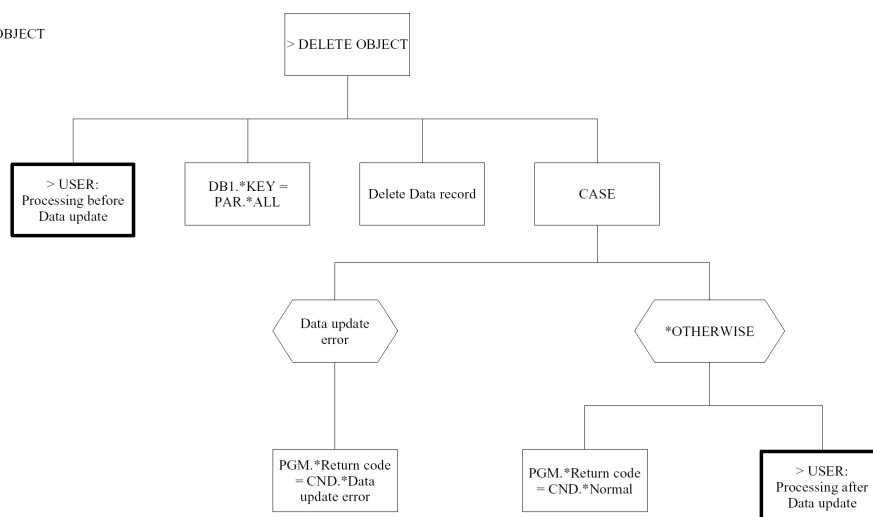 OBJECT
> DELETE OBJECT
> USER:
Processing before
Data update
DB1.*KEY =
PAR.*ALL
Delete Data record
CASE
Data update
error
*OTHERWISE
PGM.*Return code
= CND.*Data
update error
PGM.*Return code
= CND.*Normal
> USER:
Processing after
Data update